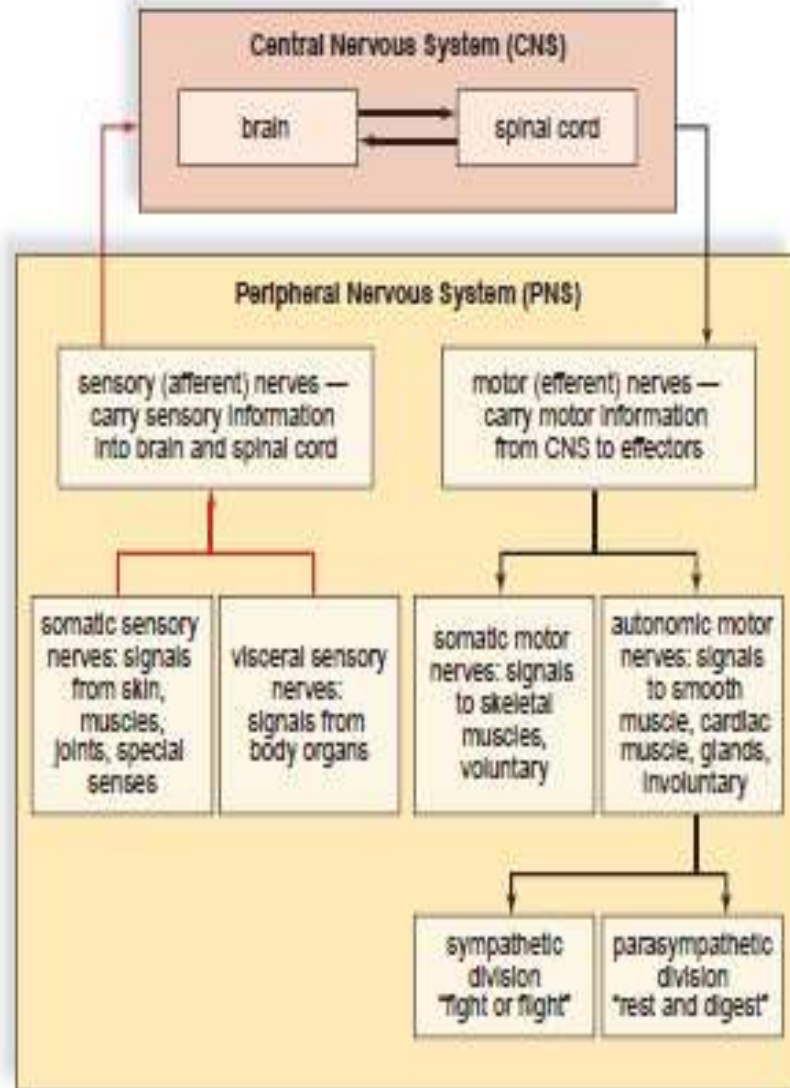 Central Nervous System (CNS)
brain
spinal cord
Peripheral Nervous System (PNS)
sensory (afferent) nerves —
carry sensory information
into brain and spinal cord
motor (efferent) nerves —
carry motor information
from CNS to effectors
somatic sensory
nerves: signals
from skin,
muscles,
joints, special
senses
visceral sensory
nerves:
signals from
body organs
somatic motor
nerves: signals
to skeletal
muscles,
voluntary
autonomic motor
nerves: signals
to smooth
muscle, cardiac
muscle, glands,
involuntary
sympathetic
division
"fight or flight"
parasympathetic
division
"rest and digest"